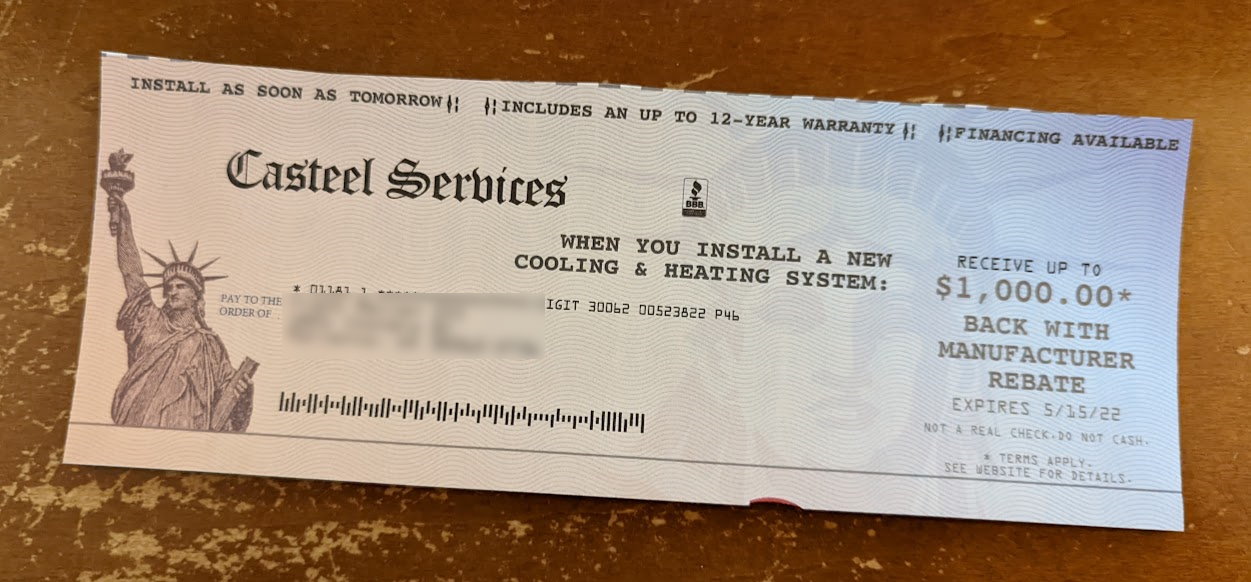 INSTALL AS SOON AS TOMORROW INCLUDES AN UP TO 12-YEAR WARRANTY FINANCING AVAILABLE
Casteel Services
BBB
WHEN YOU INSTALL A NEW
COOLING & HEATING SYSTEM:
PAY TO THE
ORDER OF
IGIT 30062 00523822 P46
RECEIVE UP TO
$1,000.00*
BACK WITH
MANUFACTURER
REBATE
EXPIRES 5/15/22
NOT A REAL CHECK.DO NOT CASH.
* TERMS APPLY.
SEE WEBSITE FOR DETAILS.